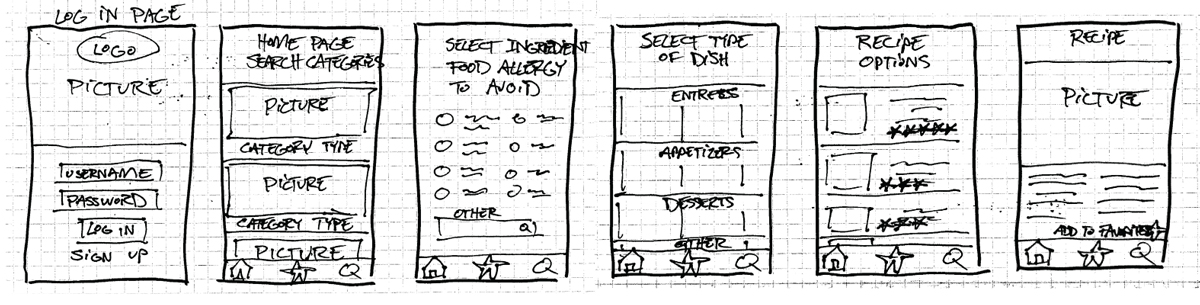 LOG IN PAGE
LOGO
PICTURE
USERNAME
PASSWORD
LOG IN
SIGN UP
HOME PAGE
SEARCH CATEGORIES
PICTURE
CATEGORY TYPE
PICTURE
CATEGORY TYPE
PICTURE
SELECT INGREDIENT
FOOD ALLERGY
TO AVOID
OTHER
SELECT TYPE
OF DISH
ENTREES
APPETIZERS
DESSERTS
OTHER
RECIPE
OPTIONS
RECIPE
PICTURE
ADD TO FAVORITES